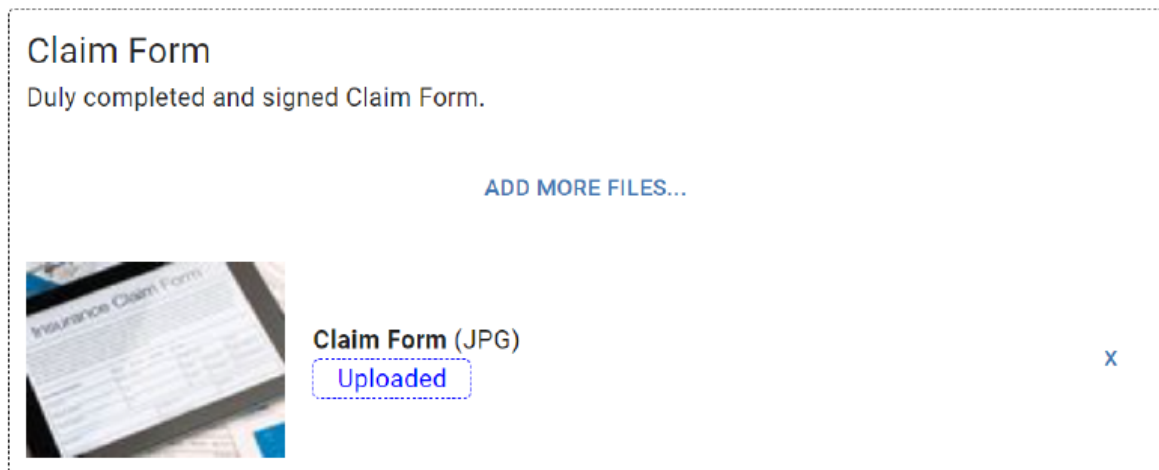 Claim Form
Duly completed and signed Claim Form.
ADD MORE FILES...
Insurance Claim Form
Claim Form (JPG)
Uploaded
X